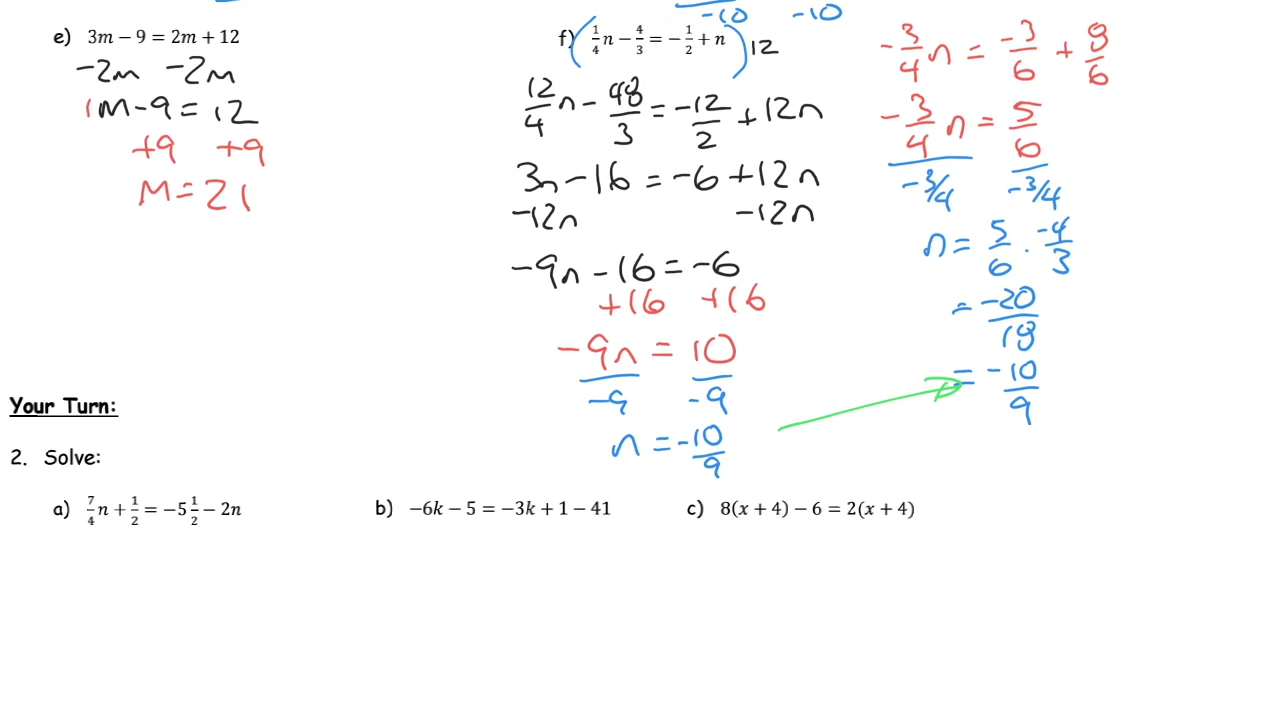 -10 -10
e) 3m − 9 = 2m + 12
-2m -2m
1m-9 = 12
+9 +9
m = 21
f) ( 1/4 n − 4/3 = − 1/2 + n ) 12
12/4 n - 48/3 = -12/2 + 12n
3n - 16 = -6 + 12n
-12n -12n
-9n - 16 = -6
+16 +16
-9n = 10
-9 -9
n = -10/9
-3/4 n = -3/6 + 8/6
-3/4 n = 5/6
-3/4 -3/4
n = 5/6 · -4/3
= -20/18
= -10/9
Your Turn:
2. Solve:
a) 7/4 n + 1/2 = −5 1/2 − 2n
b) −6k − 5 = −3k + 1 − 41
c) 8(x + 4) − 6 = 2(x + 4)